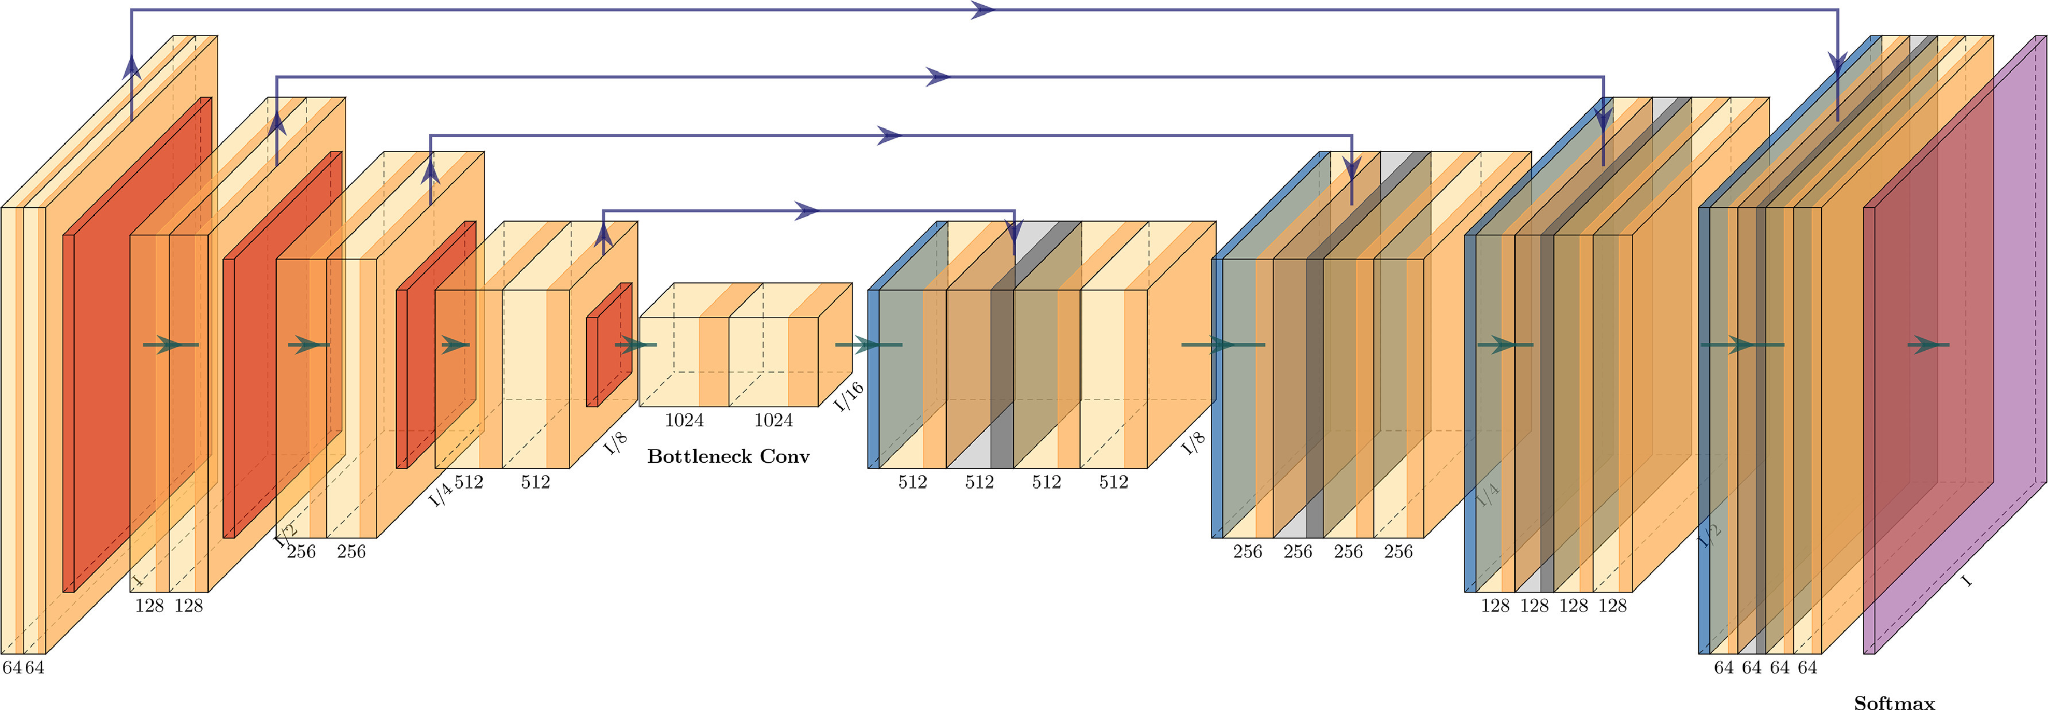 64 64
I
128 128
I/2
256 256
I/4
512 512
I/8
1024 1024
I/16
Bottleneck Conv
512 512 512 512
I/8
256 256 256 256
I/4
128 128 128 128
I/2
64 64 64 64
I
Softmax